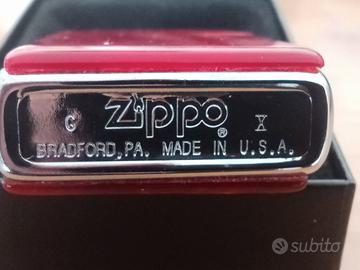 G Zippo® X
BRADFORD, PA. MADE IN U.S.A.
subito